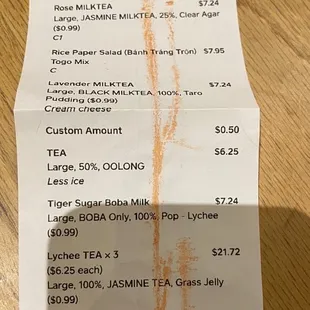 Rose MILKTEA $7.24
Large, JASMINE MILKTEA, 25%, Clear Agar
($0.99)
C1
Rice Paper Salad (Bánh Tráng Trộn) $7.95
Togo Mix
C
Lavender MILKTEA $7.24
Large, BLACK MILKTEA, 100%, Taro
Pudding ($0.99)
Cream cheese
Custom Amount $0.50
TEA $6.25
Large, 50%, OOLONG
Less ice
Tiger Sugar Boba Milk $7.24
Large, BOBA Only, 100%, Pop - Lychee
($0.99)
Lychee TEA × 3 $21.72
($6.25 each)
Large, 100%, JASMINE TEA, Grass Jelly
($0.99)